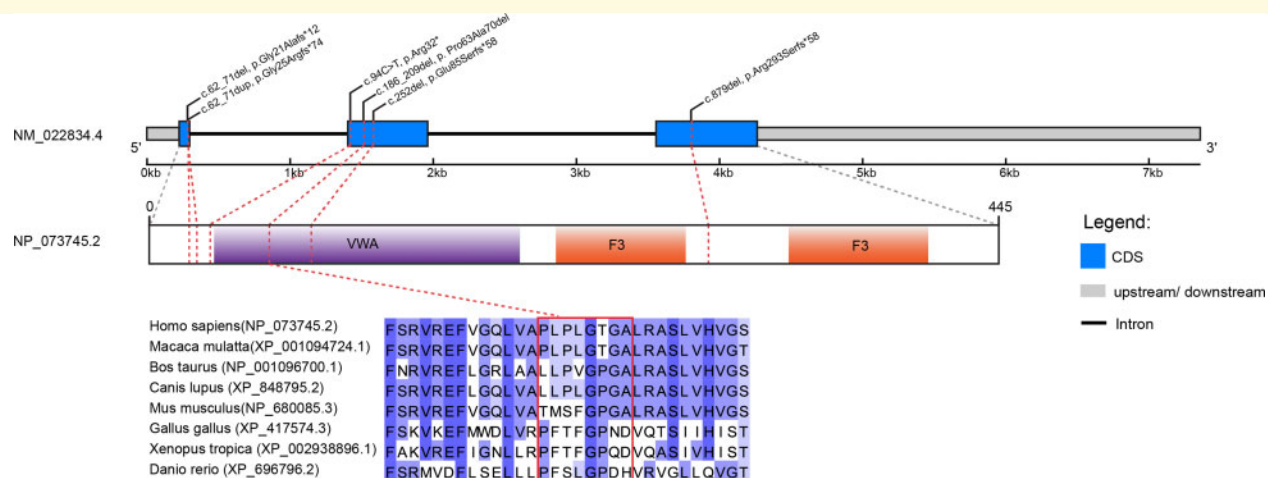 c.62_71del, p.Gly21Alafs*12
c.62_71dup, p.Gly25Argfs*74
c.94C>T, p.Arg32*
c.186_209del, p. Pro63Ala70del
c.252del, p.Glu85Serfs*58
c.879del, p.Arg293Serfs*58
NM_022834.4
5'
3'
0kb
1kb
2kb
3kb
4kb
5kb
6kb
7kb
0
445
NP_073745.2
VWA
F3
F3
Legend:
CDS
upstream/ downstream
Intron
Homo sapiens(NP_073745.2) FSRVREFVGQLVAPLPLGTGALRASLVHVGS
Macaca mulatta(XP_001094724.1) FSRVREFVGQLVAPLPLGTGALRASLVHVGT
Bos taurus (NP_001096700.1) FNRVREFLGRLAALLPVGPGALRASLVHVGS
Canis lupus (XP_848795.2) FSRVREFLGQLVALLPLGPGALRASLVHVGS
Mus musculus(NP_680085.3) FSRVREFVGQLVATMSFGPGALRASLVHVGS
Gallus gallus (XP_417574.3) FSKVKEFMWDLVRPFTFGPNDVQTSIIHIST
Xenopus tropica (XP_002938896.1) FAKVREFIGNLLRPFTFGPQDVQASIVHIST
Danio rerio (XP_696796.2) FSRMVDFLSELLLPFSLGPDHVRVGLLQVGT